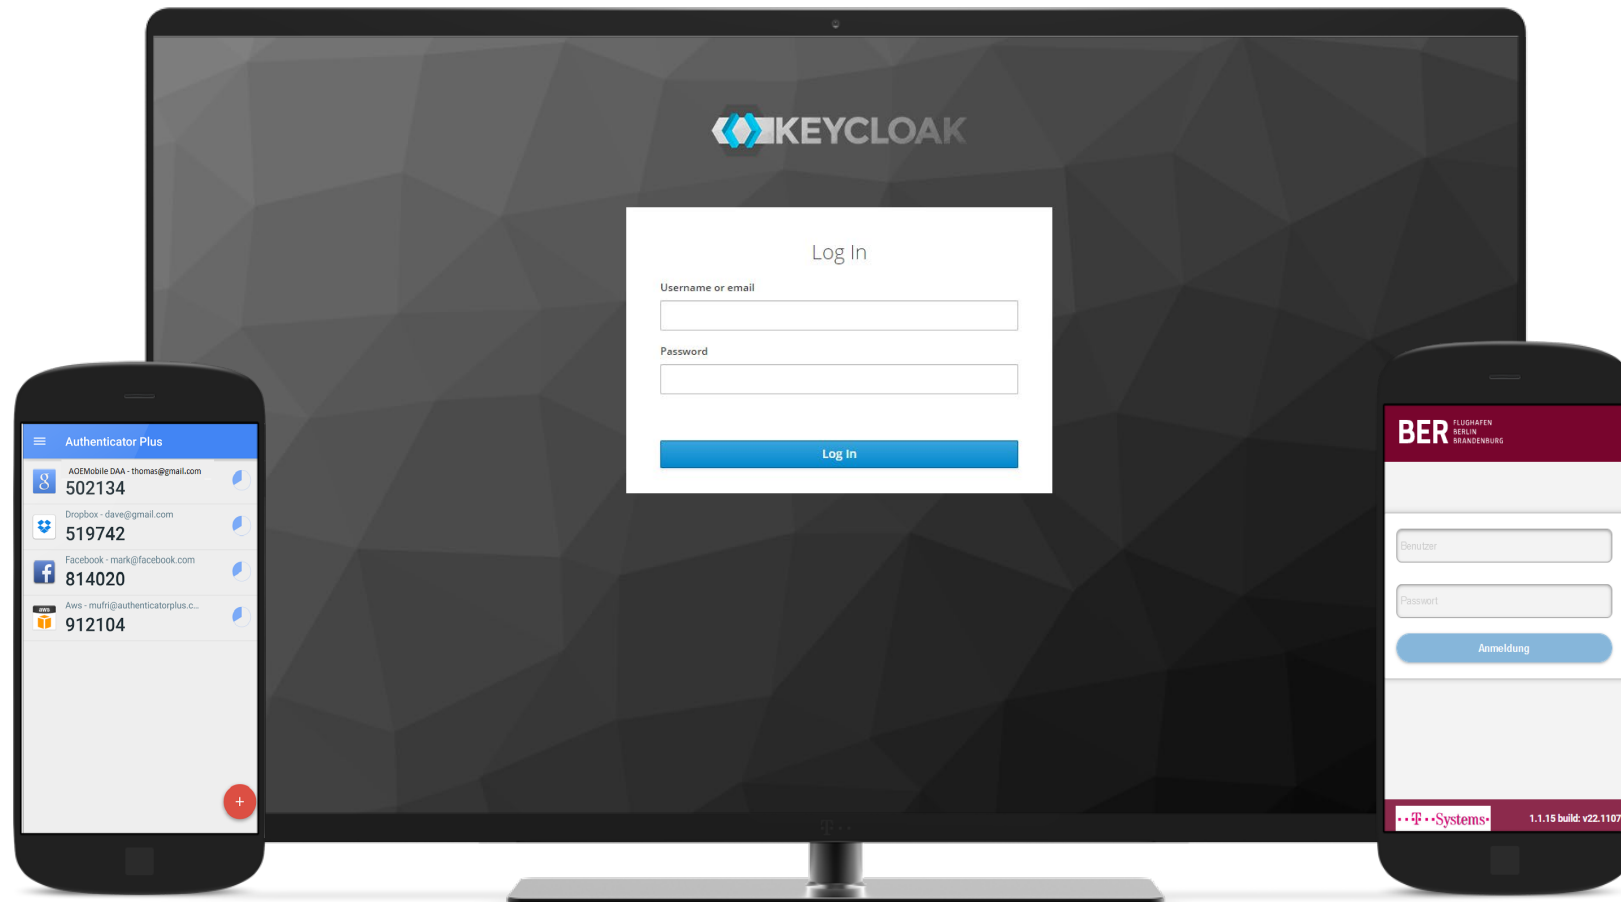 KEYCLOAK
Log In
Username or email
Password
Log In
Authenticator Plus
AOEMobile DAA - thomas@gmail.com
502134
Dropbox - dave@gmail.com
519742
Facebook - mark@facebook.com
814020
aws
Aws - mufri@authenticatorplus.c...
912104
+
BER
FLUGHAFEN
BERLIN
BRANDENBURG
Benutzer
Passwort
Anmeldung
··T··Systems·
1.1.15 build: v22.1107
··T··